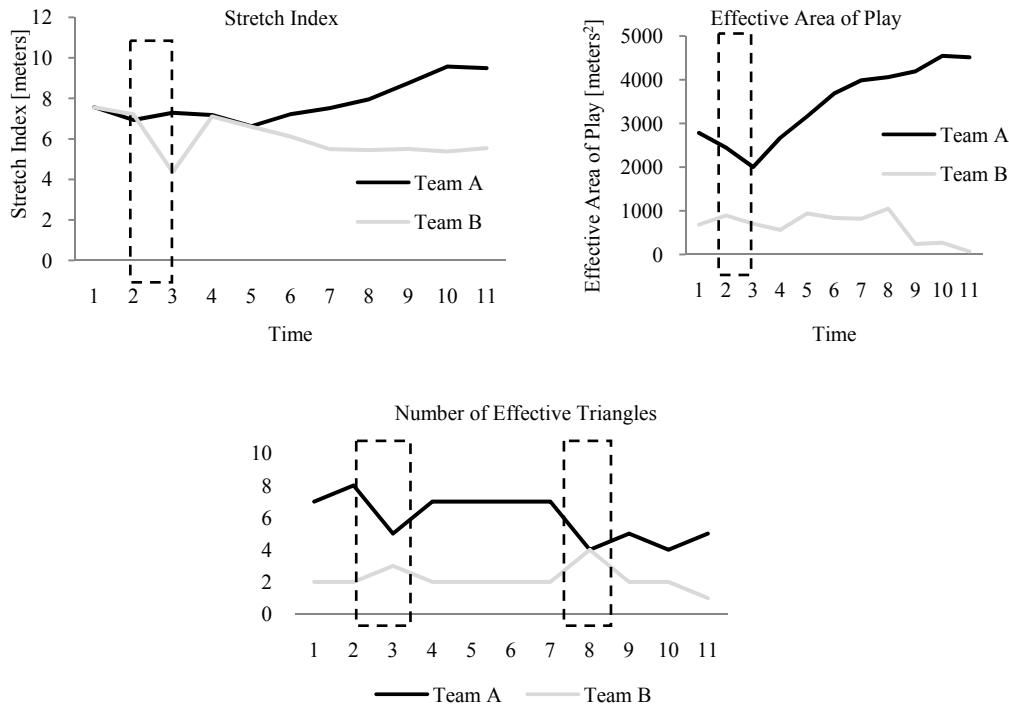 Stretch Index
Stretch Index [meters]
12
10
8
6
4
2
0
Team A
Team B
1 2 3 4 5 6 7 8 9 10 11
Time
Effective Area of Play
Effective Area of Play [meters²]
5000
4000
3000
2000
1000
0
Team A
Team B
1 2 3 4 5 6 7 8 9 10 11
Time
Number of Effective Triangles
10
8
6
4
2
0
1 2 3 4 5 6 7 8 9 10 11
Team A Team B